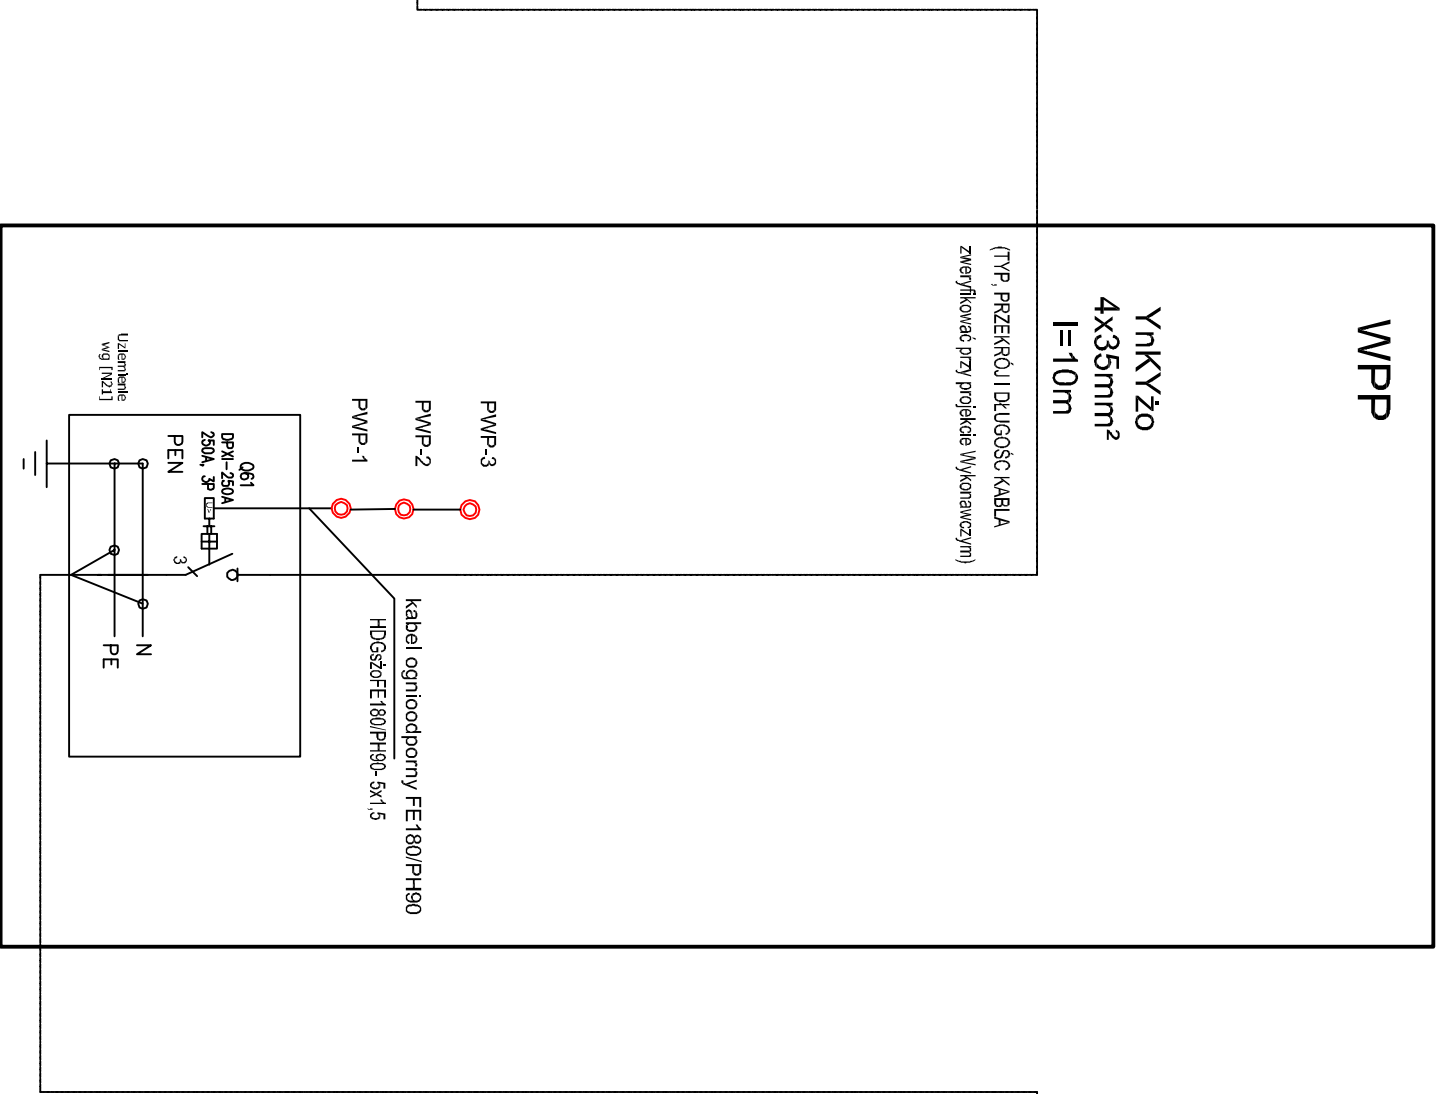 WPP
YnKYżo
4x35mm²
l=10m
(TYP, PRZEKRÓJ I DŁUGOŚĆ KABLA
zweryfikować przy projekcie Wykonawczym)
PWP-3
PWP-2
PWP-1
kabel ognioodporny FE180/PH90
HDGsżoFE180/PH90- 5x1,5
Q61
DPXI-250A
250A, 3P
U>
PEN
3
N
PE
Uziemienie
wg [N21]